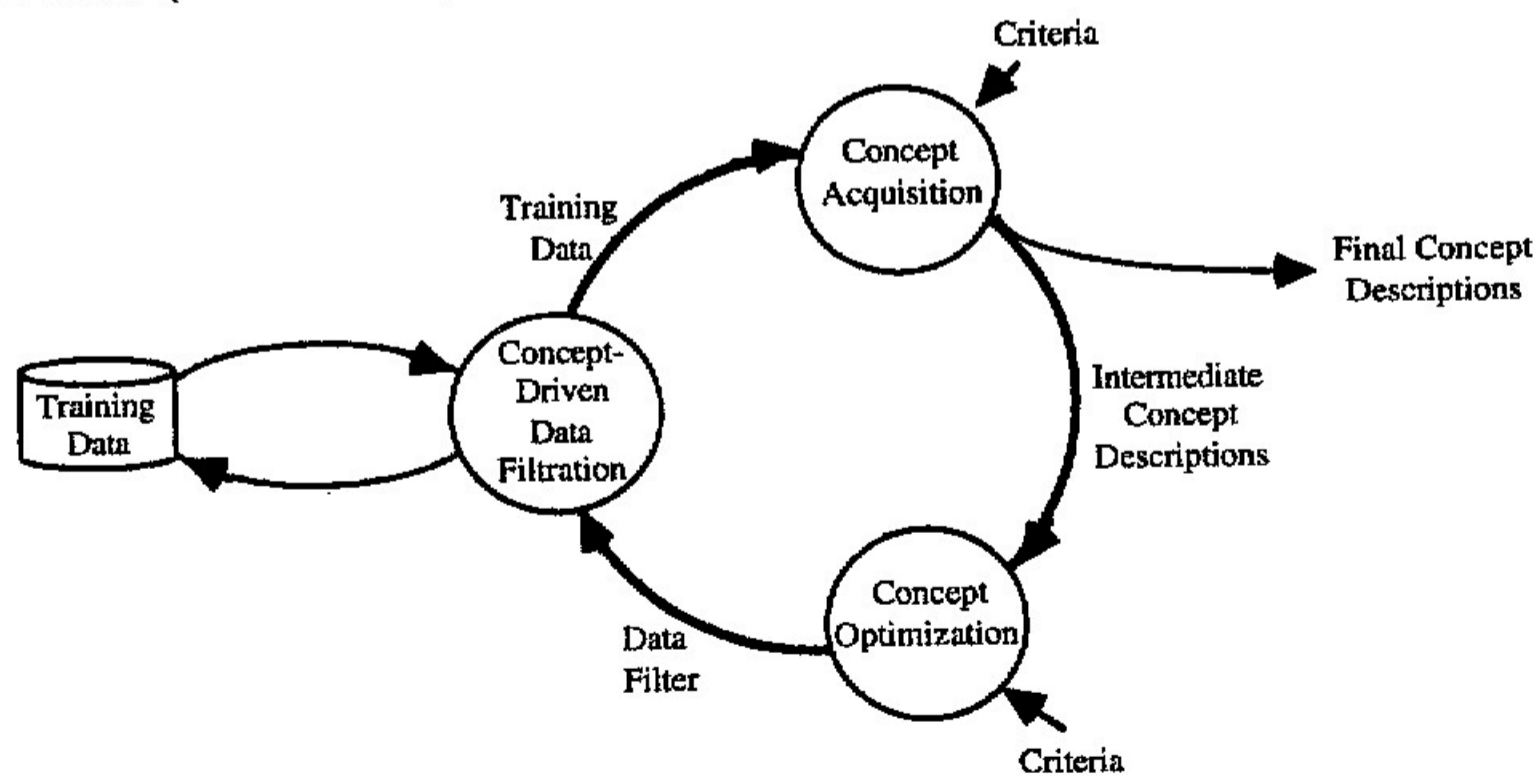 Criteria
Concept
Acquisition
Training
Data
Final Concept
Descriptions
Concept-
Driven
Data
Filtration
Training
Data
Intermediate
Concept
Descriptions
Concept
Optimization
Data
Filter
Criteria